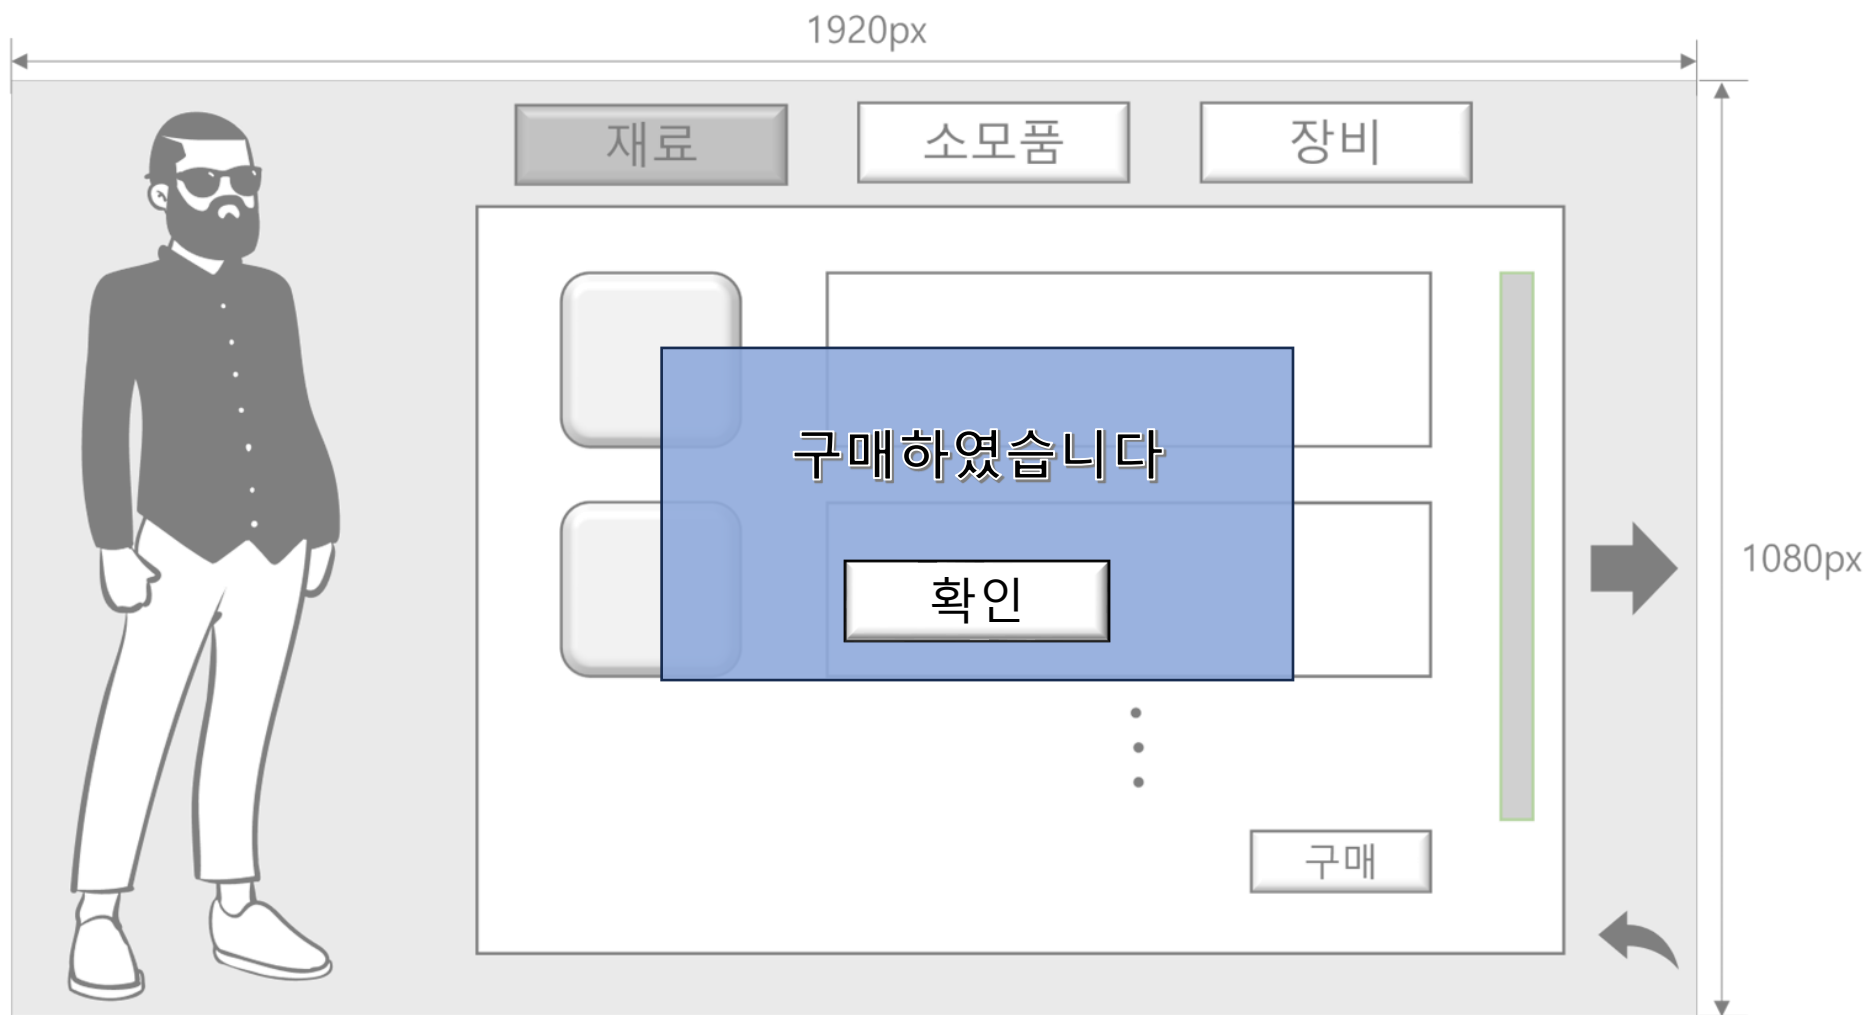 1920px
재료
소모품
장비
구매하였습니다
확인
1080px
구매